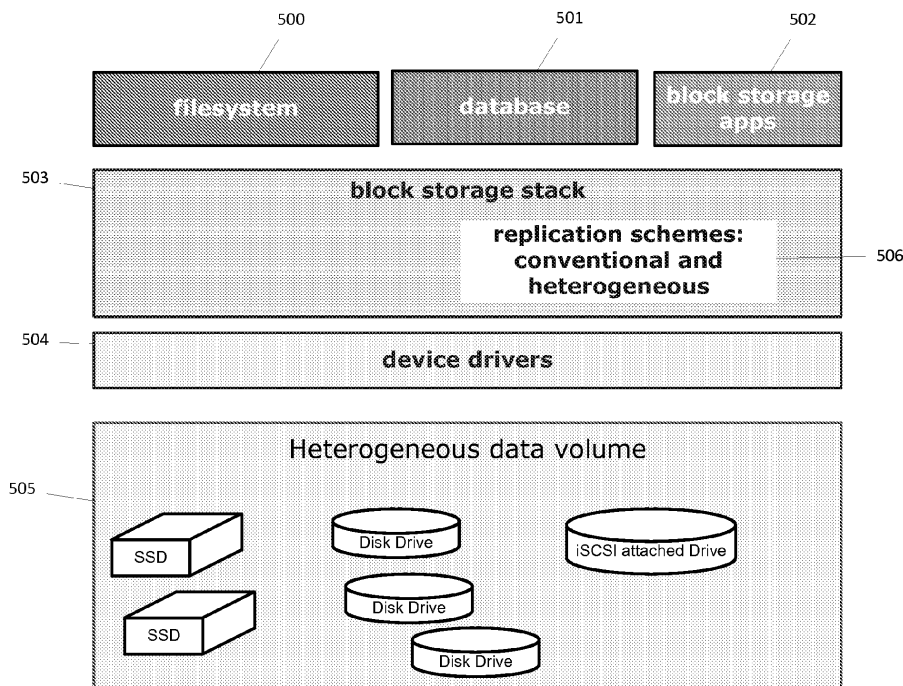 500
501
502
filesystem
database
block storage
apps
503
block storage stack
replication schemes:
conventional and
heterogeneous
506
504
device drivers
Heterogeneous data volume
505
SSD
Disk Drive
iSCSI attached Drive
Disk Drive
SSD
Disk Drive